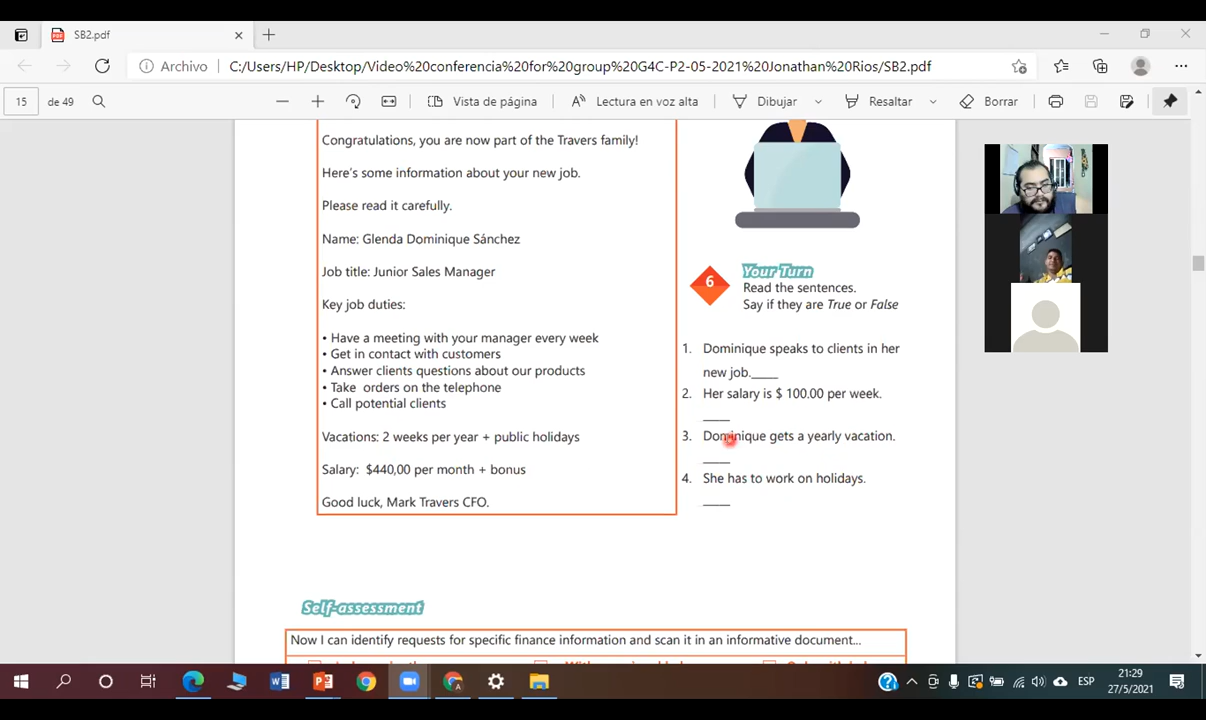 SB2.pdf
Archivo
C:/Users/HP/Desktop/Video%20conferencia%20for%20group%20G4C-P2-05-2021%20Jonathan%20Rios/SB2.pdf
15
de 49
Vista de página
Lectura en voz alta
Dibujar
Resaltar
Borrar
Congratulations, you are now part of the Travers family!
Here's some information about your new job.
Please read it carefully.
Name: Glenda Dominique Sánchez
Job title: Junior Sales Manager
Key job duties:
• Have a meeting with your manager every week
• Get in contact with customers
• Answer clients questions about our products
• Take orders on the telephone
• Call potential clients
Vacations: 2 weeks per year + public holidays
Salary: $440,00 per month + bonus
Good luck, Mark Travers CFO.
6
Your Turn
Read the sentences.
Say if they are True or False
1. Dominique speaks to clients in her
new job.____
2. Her salary is $ 100.00 per week.
____
3. Dominique gets a yearly vacation.
____
4. She has to work on holidays.
____
Self-assessment
Now I can identify requests for specific finance information and scan it in an informative document...
ESP
21:29
27/5/2021